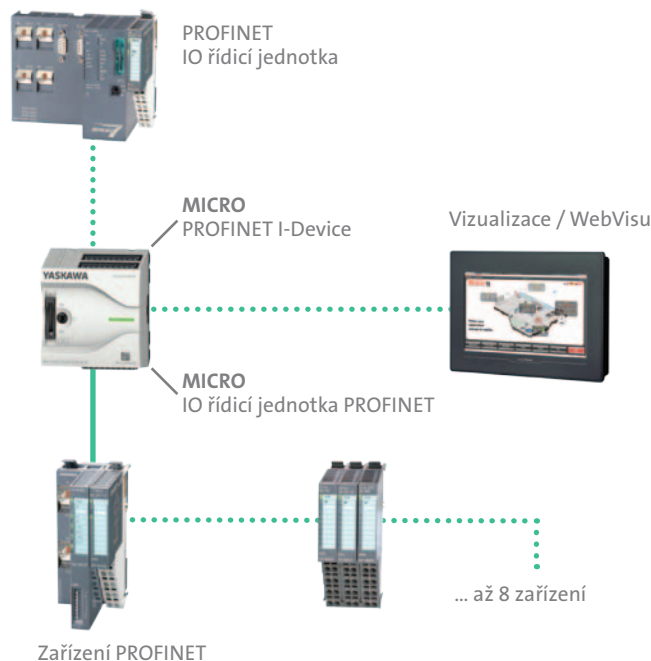 PROFINET
IO řídicí jednotka
MICRO
PROFINET I-Device
Vizualizace / WebVisu
YASKAWA
MICRO
IO řídicí jednotka PROFINET
... až 8 zařízení
Zařízení PROFINET